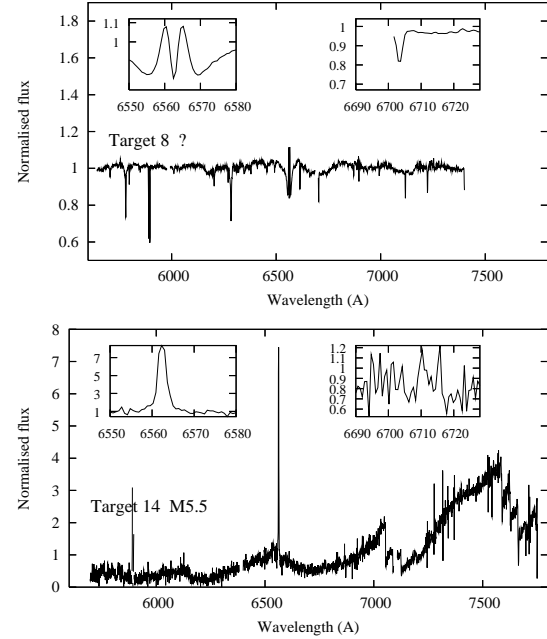 1.8
1.6
1.4
1.2
1
0.8
0.6
Normalised flux
1.1
1
6550 6560 6570 6580
1
0.9
0.8
0.7
6690 6700 6710 6720
Target 8 ?
6000 6500 7000 7500
Wavelength (A)
8
7
6
5
4
3
2
1
0
Normalised flux
7
5
3
1
6550 6560 6570 6580
1.2
1.1
1
0.9
0.8
0.7
0.6
6690 6700 6710 6720
Target 14 M5.5
6000 6500 7000 7500
Wavelength (A)